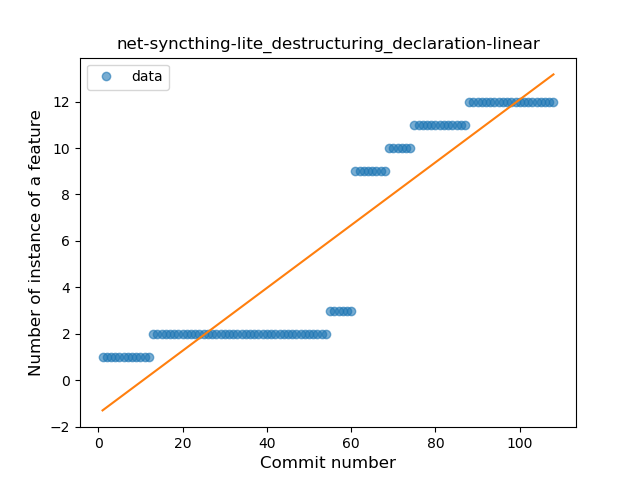 net-syncthing-lite_destructuring_declaration-linear
data
Number of instance of a feature
12
10
8
6
4
2
0
−2
0 20 40 60 80 100
Commit number